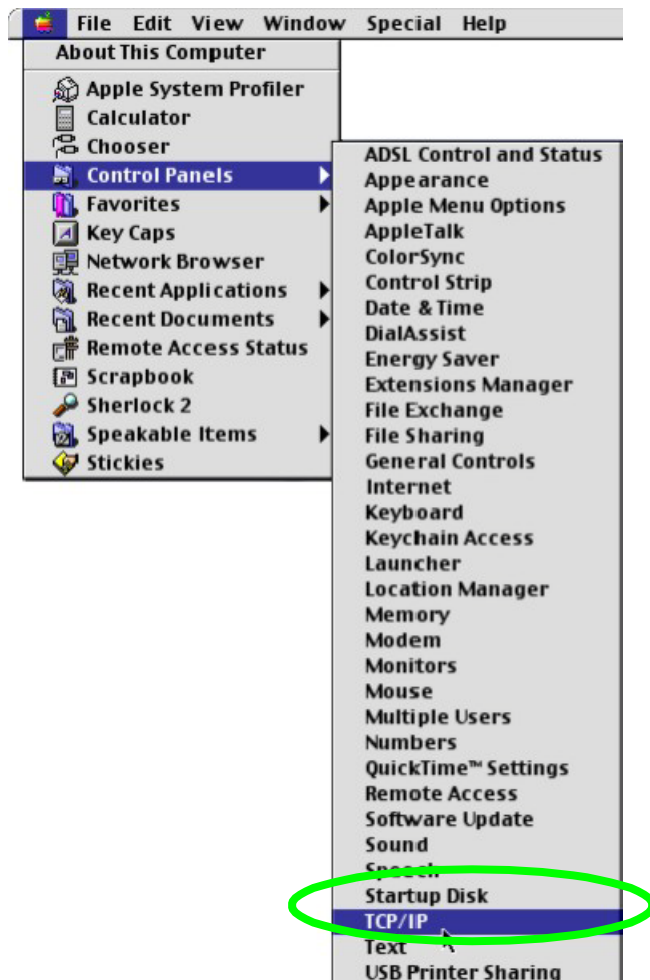 File Edit View Window Special Help
About This Computer
Apple System Profiler
Calculator
Chooser
Control Panels
Favorites
Key Caps
Network Browser
Recent Applications
Recent Documents
Remote Access Status
Scrapbook
Sherlock 2
Speakable Items
Stickies
ADSL Control and Status
Appearance
Apple Menu Options
AppleTalk
ColorSync
Control Strip
Date & Time
DialAssist
Energy Saver
Extensions Manager
File Exchange
File Sharing
General Controls
Internet
Keyboard
Keychain Access
Launcher
Location Manager
Memory
Modem
Monitors
Mouse
Multiple Users
Numbers
QuickTime™ Settings
Remote Access
Software Update
Sound
Speech
Startup Disk
TCP/IP
Text
USB Printer Sharing